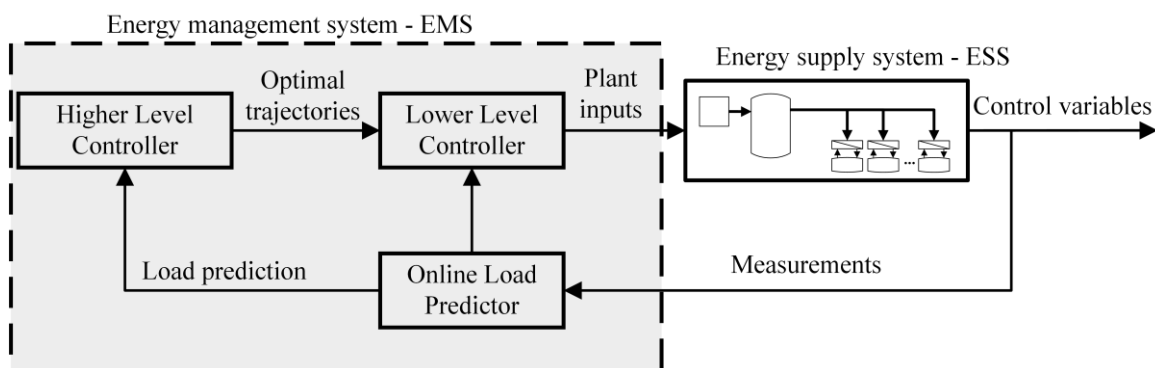 Energy management system - EMS
Energy supply system - ESS
Optimal
trajectories
Plant
inputs
Higher Level
Controller
Lower Level
Controller
Control variables
...
Load prediction
Online Load
Predictor
Measurements